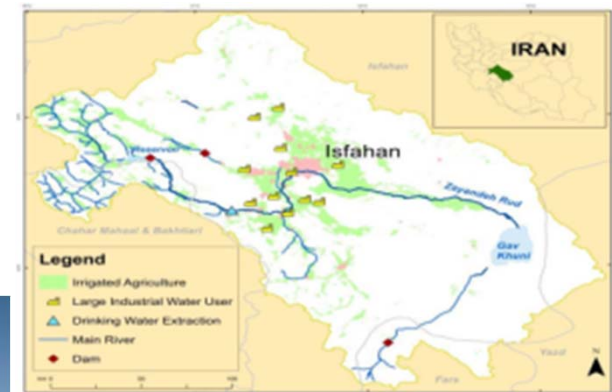 IRAN
Isfahan
Isfahan
Reservoir
Zayandeh Rud
Chahar Mahaal & Bakhtiari
Gav
Khuni
Legend
Irrigated Agriculture
Large Industrial Water User
Drinking Water Extraction
Main River
Dam
N
Yazd
Fars